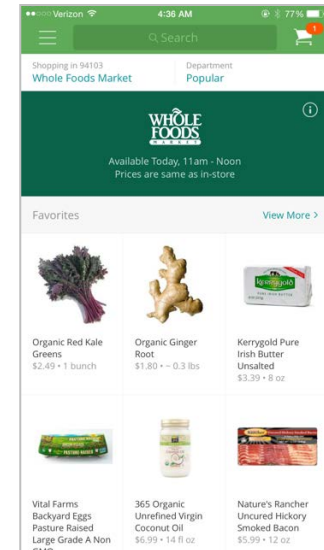 Verizon 4:36 AM 77%
Search 1
Shopping in 94103 Department
Whole Foods Market Popular
WHOLE
FOODS
MARKET
Available Today, 11am - Noon
Prices are same as in-store
Favorites View More >
Kerrygold
PURE IRISH BUTTER
Organic Red Kale
Greens
$2.49 • 1 bunch
Organic Ginger
Root
$1.80 • ~ 0.3 lbs
Kerrygold Pure
Irish Butter
Unsalted
$3.39 • 8 oz
Vital Farms
Backyard Eggs
Pasture Raised
Large Grade A Non
GMO
365 Organic
Unrefined Virgin
Coconut Oil
$6.99 • 14 fl oz
Nature's Rancher
Uncured Hickory
Smoked Bacon
$5.99 • 12 oz